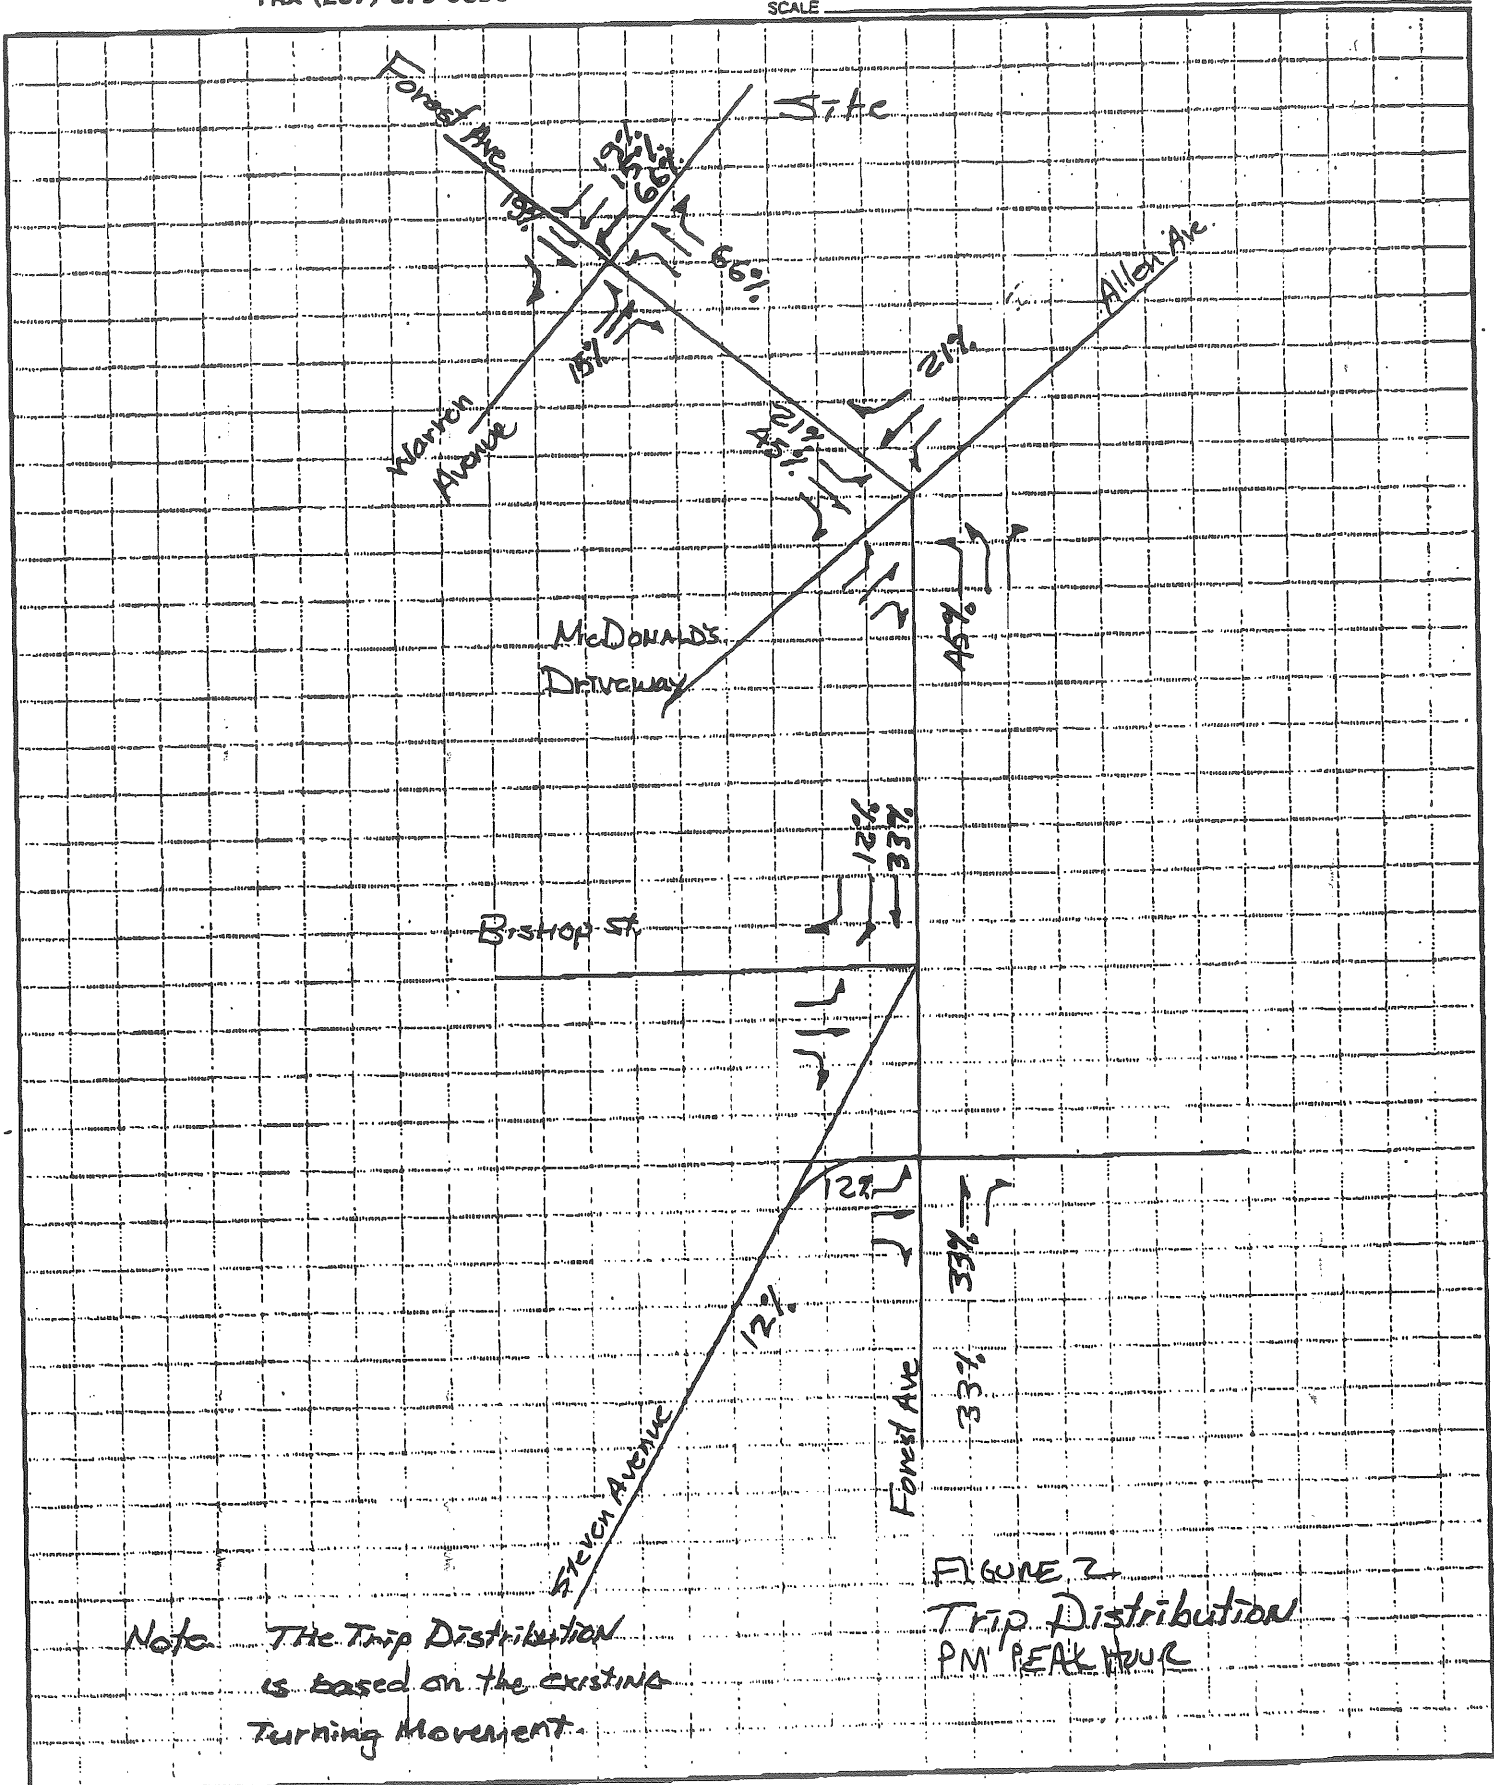 SCALE
Forest Ave
Site
19%
15%
66%
19%
66%
Allen Ave.
15%
21%
Warren
Avenue
21%
45%
McDONALD'S
Driveway
45%
12%
33%
BISHOP St.
12%
33%
12%
33%
Forest Ave
Steven Avenue
FIGURE 2
Trip Distribution
PM PEAK HOUR
Note THE Trip Distribution
is based on the existing
Turning Movement.